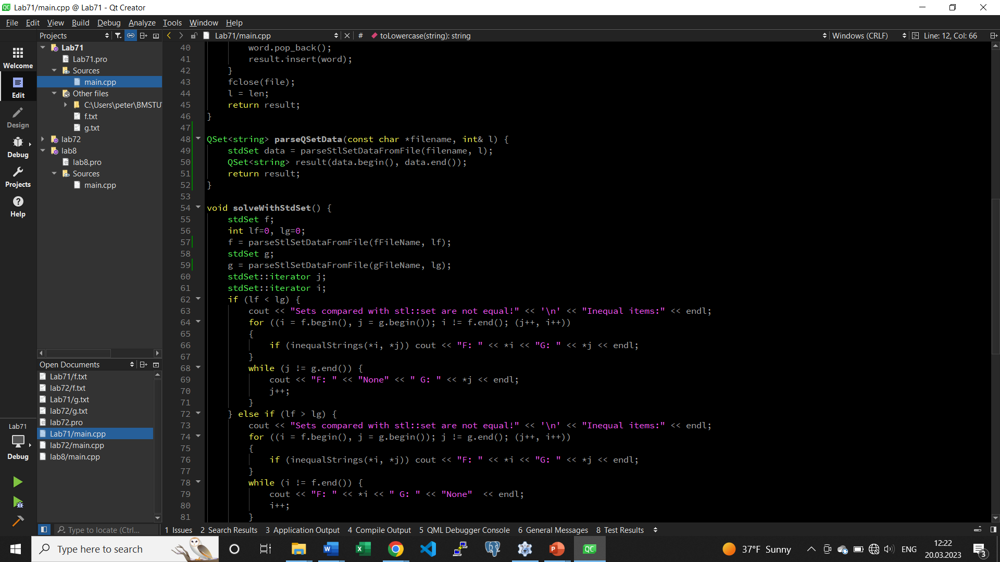 Lab71/main.cpp @ Lab71 - Qt Creator
File Edit View Build Debug Analyze Tools Window Help
Projects
Lab71/main.cpp
# toLowercase(string): string
Windows (CRLF)
Line: 12, Col: 66
Welcome
Edit
Design
Debug
Projects
Help
Lab71
Lab71.pro
Sources
main.cpp
Other files
C:\Users\peter\BMSTU
f.txt
g.txt
lab72
lab8
lab8.pro
Sources
main.cpp
Open Documents
Lab71/f.txt
lab72/f.txt
Lab71/g.txt
lab72/g.txt
lab72.pro
Lab71/main.cpp
lab72/main.cpp
lab8/main.cpp
Lab71
Debug
40 word.pop_back();
41 result.insert(word);
42 }
43 fclose(file);
44 l = len;
45 return result;
46 }
47
48 QSet<string> parseQSetData(const char *filename, int& l) {
49 stdSet data = parseStlSetDataFromFile(filename, l);
50 QSet<string> result(data.begin(), data.end());
51 return result;
52 }
53
54 void solveWithStdSet() {
55 stdSet f;
56 int lf=0, lg=0;
57 f = parseStlSetDataFromFile(fFileName, lf);
58 stdSet g;
59 g = parseStlSetDataFromFile(gFileName, lg);
60 stdSet::iterator j;
61 stdSet::iterator i;
62 if (lf < lg) {
63 cout << "Sets compared with stl::set are not equal!" << '\n' << "Inequal items:" << endl;
64 for ((i = f.begin(), j = g.begin()); i != f.end(); (j++, i++))
65 {
66 if (inequalStrings(*i, *j)) cout << "F: " << *i << "G: " << *j << endl;
67 }
68 while (j != g.end()) {
69 cout << "F: " << "None" << " G: " << *j << endl;
70 j++;
71 }
72 } else if (lf > lg) {
73 cout << "Sets compared with stl::set are not equal!" << '\n' << "Inequal items:" << endl;
74 for ((i = f.begin(), j = g.begin()); j != g.end(); (j++, i++))
75 {
76 if (inequalStrings(*i, *j)) cout << "F: " << *i << "G: " << *j << endl;
77 }
78 while (i != f.end()) {
79 cout << "F: " << *i << " G: " << "None"  << endl;
80 i++;
81 }
Type to locate (Ctrl...
1 Issues 2 Search Results 3 Application Output 4 Compile Output 5 QML Debugger Console 6 General Messages 8 Test Results
Type here to search
37°F Sunny
ENG
12:22
20.03.2023
3